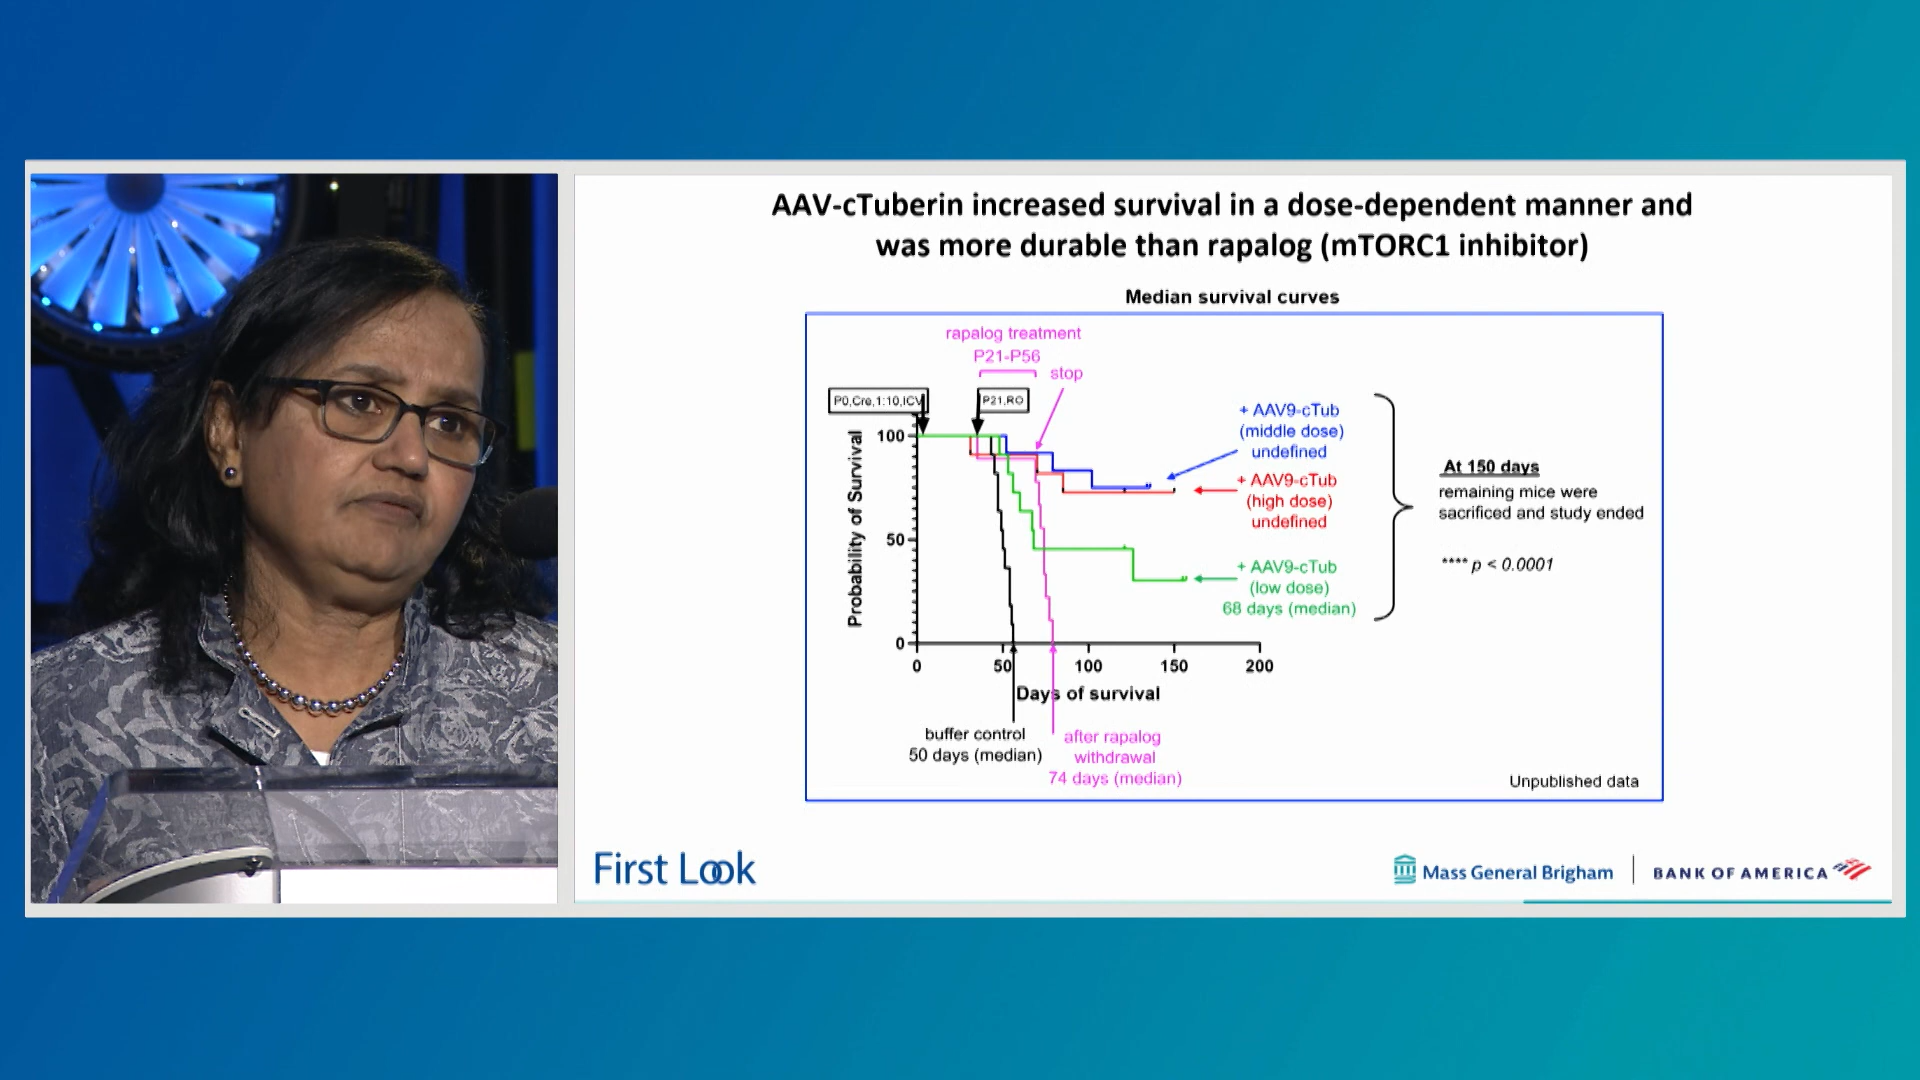 AAV-cTuberin increased survival in a dose-dependent manner and
was more durable than rapalog (mTORC1 inhibitor)
Median survival curves
rapalog treatment
P21-P56
stop
P0,Cre,1:10,ICV
P21,RO
+ AAV9-cTub
(middle dose)
undefined
+ AAV9-cTub
(high dose)
undefined
+ AAV9-cTub
(low dose)
68 days (median)
At 150 days
remaining mice were
sacrificed and study ended
**** p < 0.0001
Probability of Survival
100
50
0
0 50 100 150 200
Days of survival
buffer control
50 days (median)
after rapalog
withdrawal
74 days (median)
Unpublished data
First Look
Mass General Brigham
BANK OF AMERICA